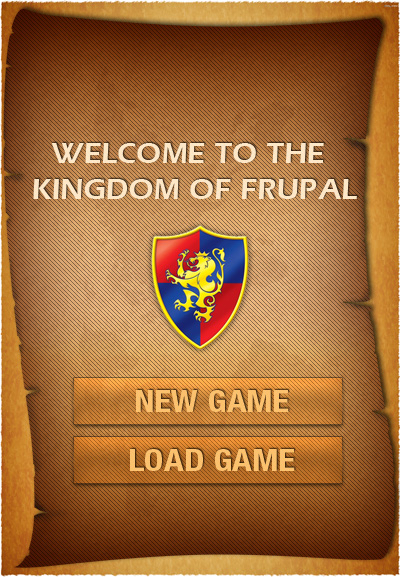 WELCOME TO THE
KINGDOM OF FRUPAL
NEW GAME
LOAD GAME